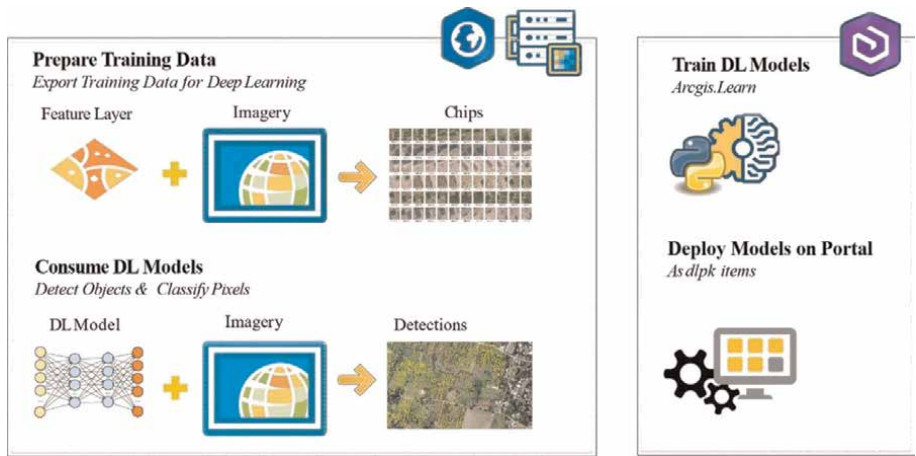 Prepare Training Data
Export Training Data for Deep Learning
Feature Layer
Imagery
Chips
Consume DL Models
Detect Objects & Classify Pixels
DL Model
Imagery
Detections
Train DL Models
Arcgis.Learn
Deploy Models on Portal
As dlpk items